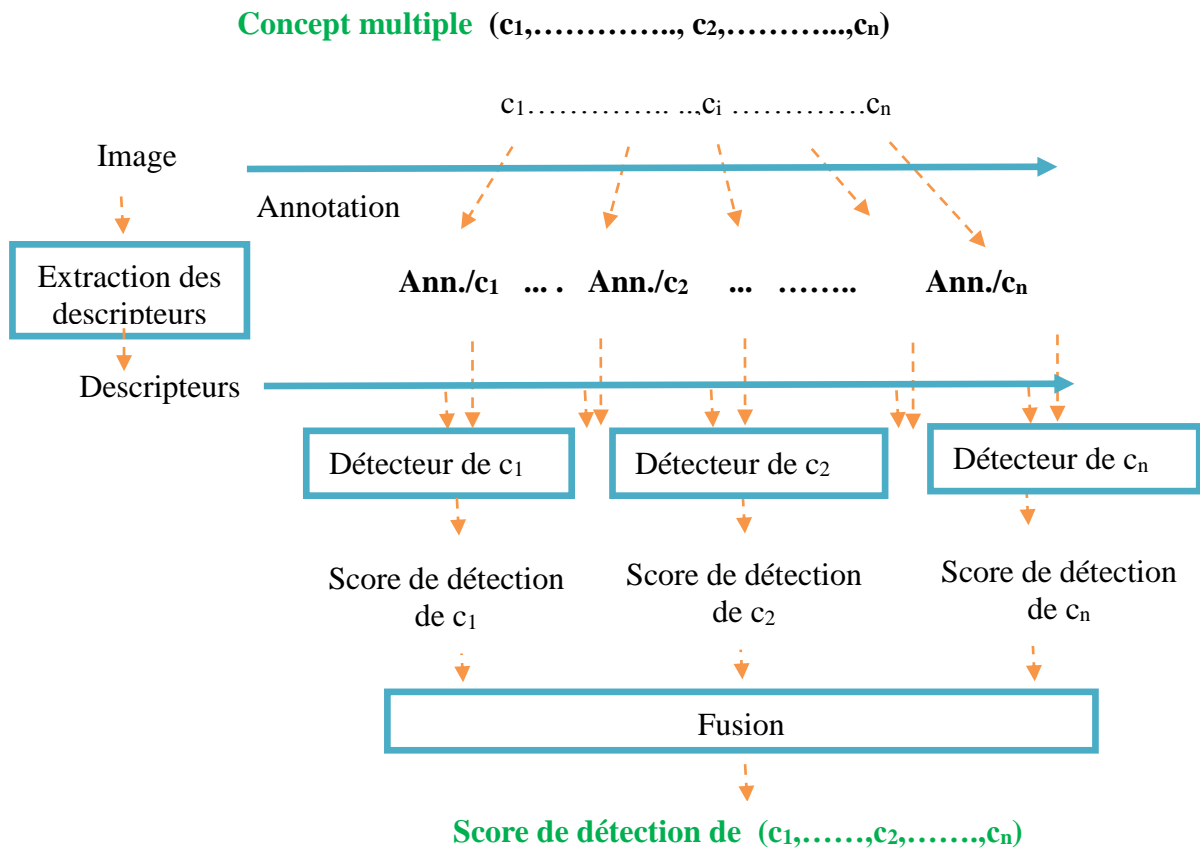 Concept multiple (c1,………….., c2,………...,cn)
c1………….. ..,ci ………….cn
Image
Annotation
Extraction des
descripteurs
Ann./c1 ... . Ann./c2 ... …….. Ann./cn
Descripteurs
Détecteur de c1 Détecteur de c2 Détecteur de cn
Score de détection
de c1
Score de détection
de c2
Score de détection
de cn
Fusion
Score de détection de (c1,……,c2,…….,cn)